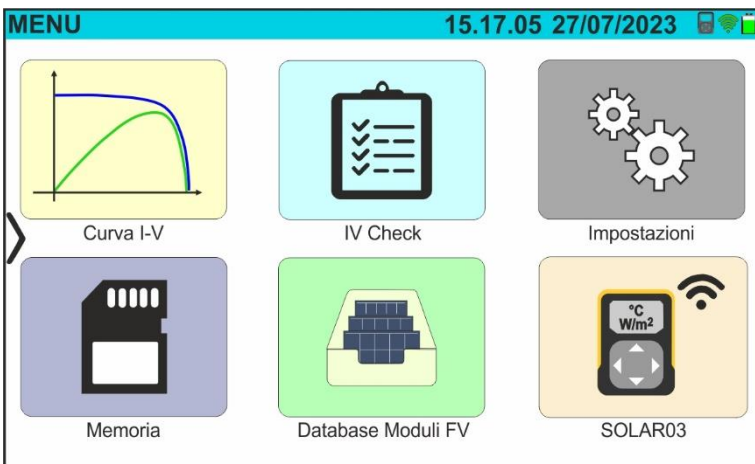 MENU 15.17.05 27/07/2023
Curva I-V IV Check Impostazioni
°C
W/m²
Memoria Database Moduli FV SOLAR03